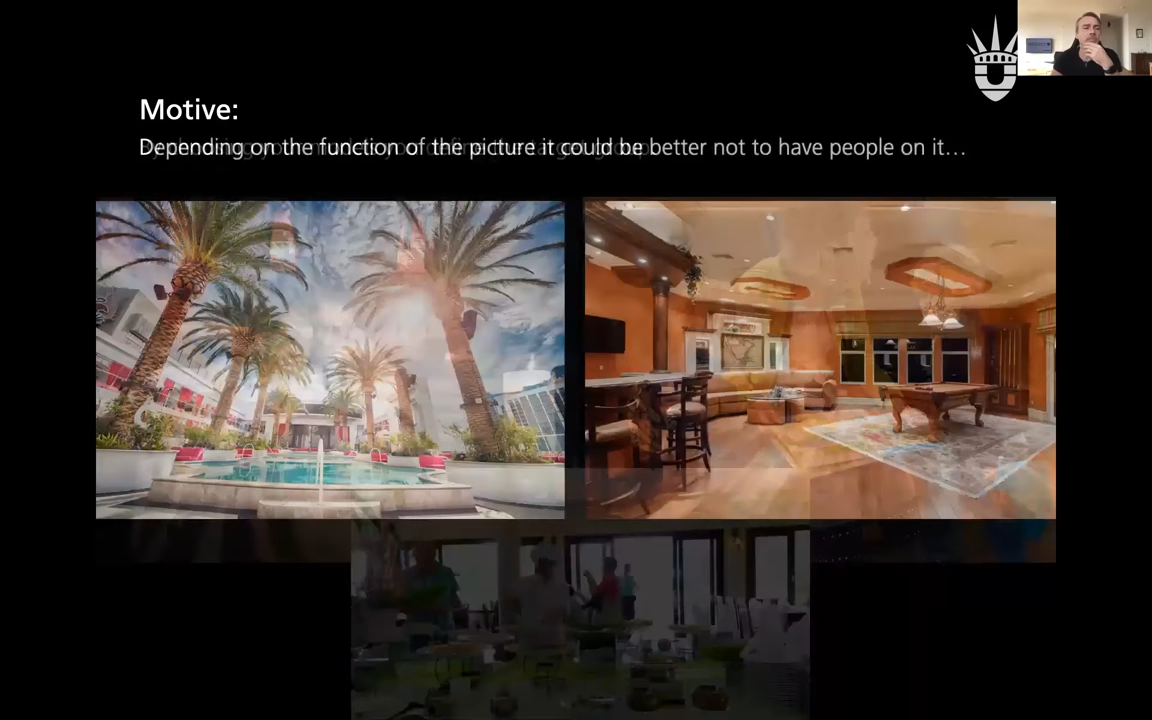 Motive:
Depending on the function of the picture it could be better not to have people on it…